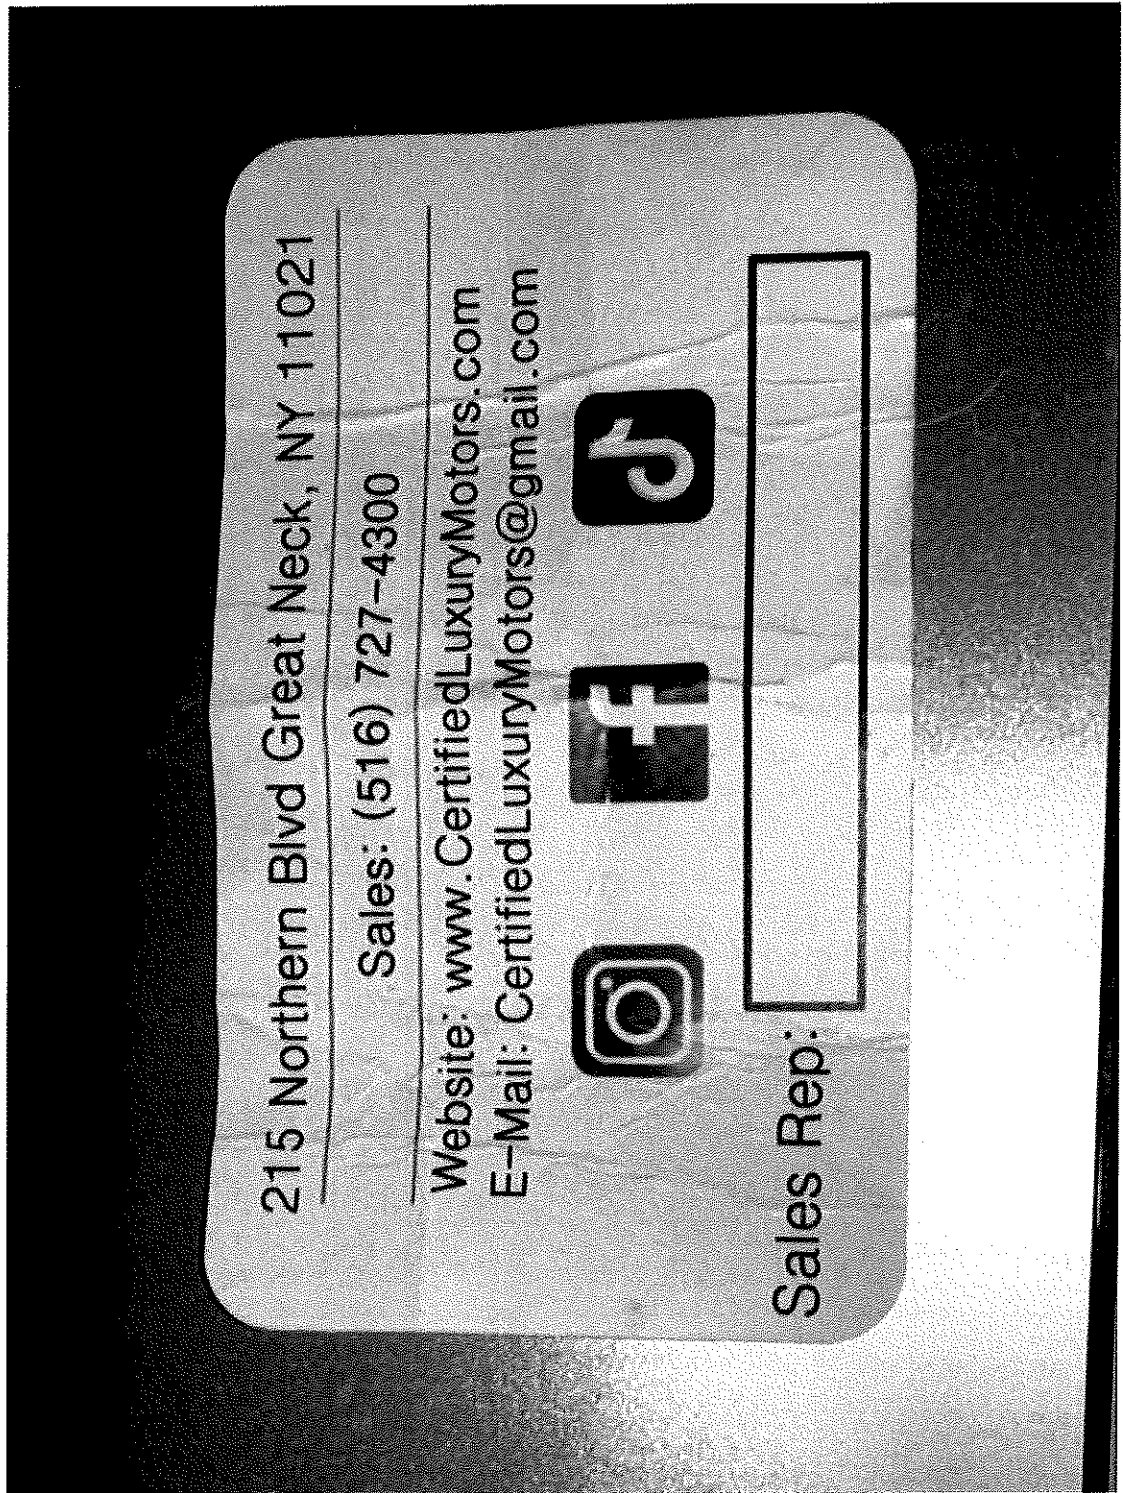 215 Northern Blvd Great Neck, NY 11021
Sales: (516) 727-4300
Website: www.CertifiedLuxuryMotors.com
E-Mail: CertifiedLuxuryMotors@gmail.com
Sales Rep: